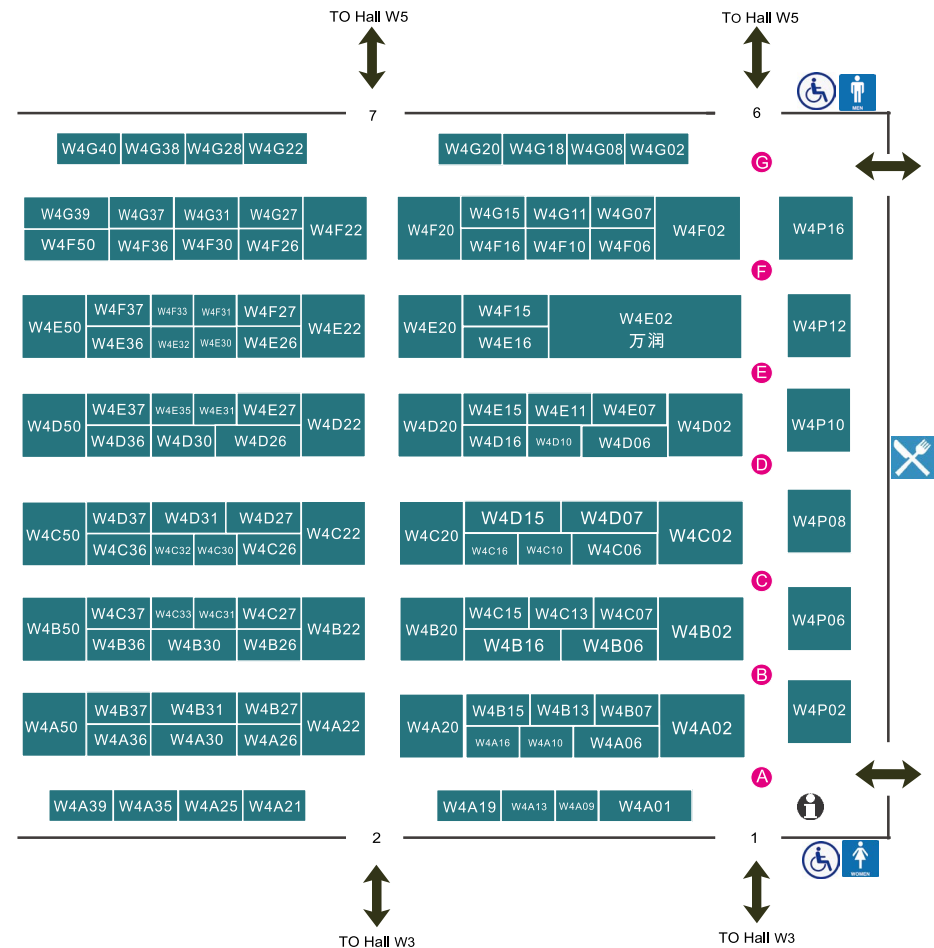 TO Hall W5 TO Hall W5
MEN
7 6
W4G40 W4G38 W4G28 W4G22 W4G20 W4G18 W4G08 W4G02
G
W4G39 W4G37 W4G31 W4G27 W4F22 W4F20 W4G15 W4G11 W4G07 W4F02 W4P16
W4F50 W4F36 W4F30 W4F26 W4F16 W4F10 W4F06
F
W4E50 W4F37 W4F33 W4F31 W4F27 W4E22 W4E20 W4F15 W4E02 W4P12
W4E36 W4E32 W4E30 W4E26 W4E16 万润
E
W4D50 W4E37 W4E35 W4E31 W4E27 W4D22 W4D20 W4E15 W4E11 W4E07 W4D02 W4P10
W4D36 W4D30 W4D26 W4D16 W4D10 W4D06
D
W4C50 W4D37 W4D31 W4D27 W4C22 W4C20 W4D15 W4D07 W4C02 W4P08
W4C36 W4C32 W4C30 W4C26 W4C16 W4C10 W4C06
C
W4B50 W4C37 W4C33 W4C31 W4C27 W4B22 W4B20 W4C15 W4C13 W4C07 W4B02 W4P06
W4B36 W4B30 W4B26 W4B16 W4B06
B
W4A50 W4B37 W4B31 W4B27 W4A22 W4A20 W4B15 W4B13 W4B07 W4A02 W4P02
W4A36 W4A30 W4A26 W4A16 W4A10 W4A06
A
W4A39 W4A35 W4A25 W4A21 W4A19 W4A13 W4A09 W4A01
2 1
WOMEN
TO Hall W3 TO Hall W3